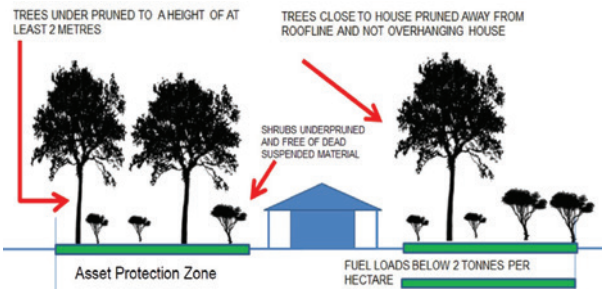 TREES UNDER PRUNED TO A HEIGHT OF AT
LEAST 2 METRES
TREES CLOSE TO HOUSE PRUNED AWAY FROM
ROOFLINE AND NOT OVERHANGING HOUSE
SHRUBS UNDERPRUNED
AND FREE OF DEAD
SUSPENDED MATERIAL
Asset Protection Zone
FUEL LOADS BELOW 2 TONNES PER
HECTARE